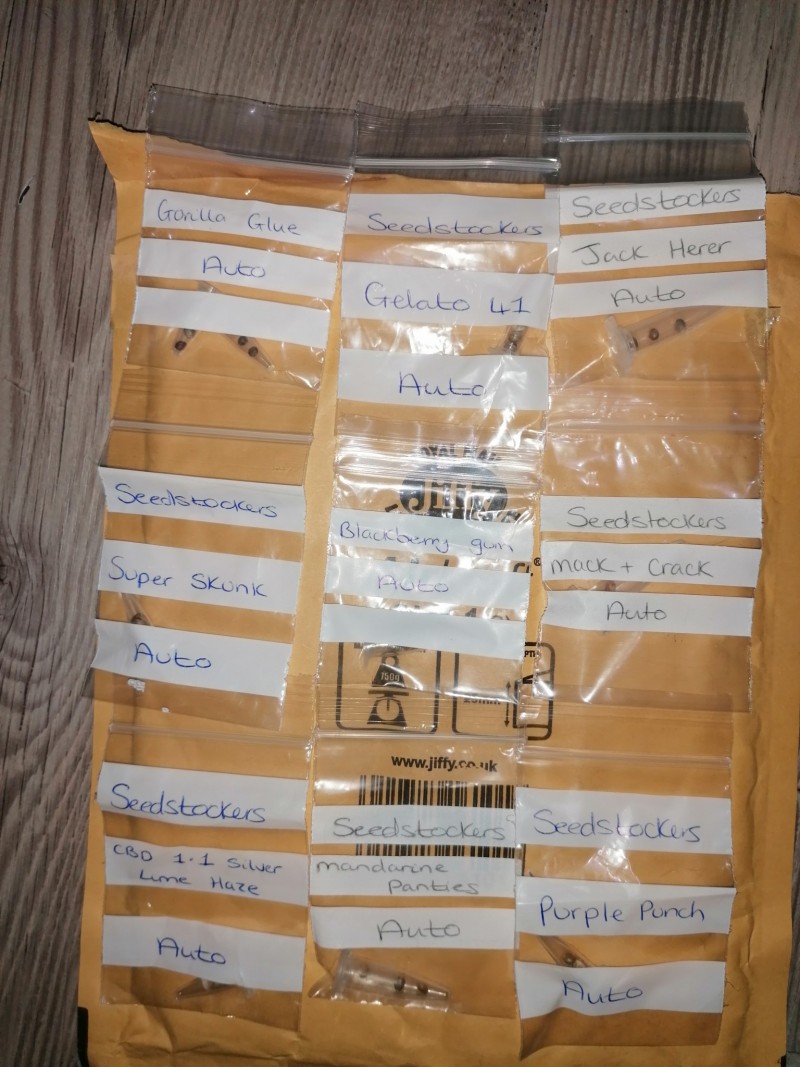 Gorilla Glue
Auto
Seedstockers
Gelato 41
Auto
Seedstockers
Jack Herer
Auto
Seedstockers
Super Skunk
Auto
Blackberry gum
Auto
Seedstockers
mack + crack
Auto
750g
www.jiffy.co.uk
Seedstockers
CBD 1.1 Silver
Lime Haze
Auto
Seedstockers
mandarine
Panties
Auto
Seedstockers
Purple Punch
Auto